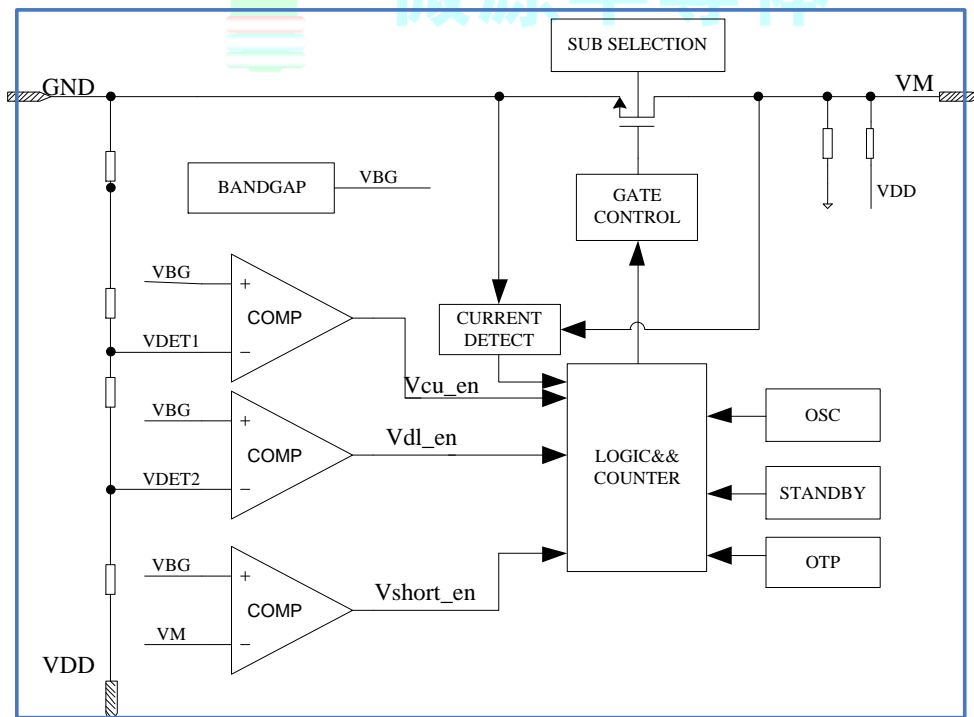 SUB SELECTION
GND
VM
BANDGAP
VBG
GATE
CONTROL
VDD
VBG
+
COMP
VDET1
−
CURRENT
DETECT
Vcu_en
VBG
+
COMP
Vdl_en
VDET2
−
LOGIC&&
COUNTER
OSC
STANDBY
OTP
VBG
+
COMP
Vshort_en
VM
−
VDD